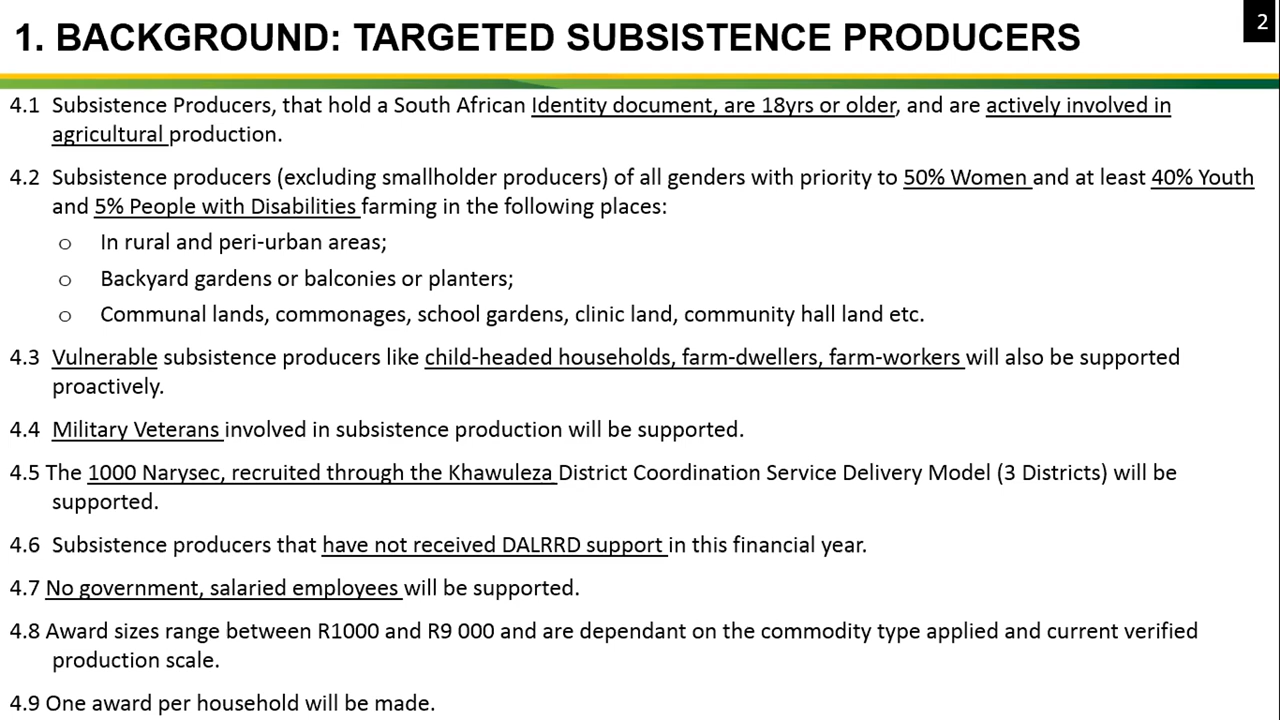 1. BACKGROUND: TARGETED SUBSISTENCE PRODUCERS
2
4.1 Subsistence Producers, that hold a South African Identity document, are 18yrs or older, and are actively involved in
agricultural production.
4.2 Subsistence producers (excluding smallholder producers) of all genders with priority to 50% Women and at least 40% Youth
and 5% People with Disabilities farming in the following places:
o In rural and peri-urban areas;
o Backyard gardens or balconies or planters;
o Communal lands, commonages, school gardens, clinic land, community hall land etc.
4.3 Vulnerable subsistence producers like child-headed households, farm-dwellers, farm-workers will also be supported
proactively.
4.4 Military Veterans involved in subsistence production will be supported.
4.5 The 1000 Narysec, recruited through the Khawuleza District Coordination Service Delivery Model (3 Districts) will be
supported.
4.6 Subsistence producers that have not received DALRRD support in this financial year.
4.7 No government, salaried employees will be supported.
4.8 Award sizes range between R1000 and R9 000 and are dependant on the commodity type applied and current verified
production scale.
4.9 One award per household will be made.